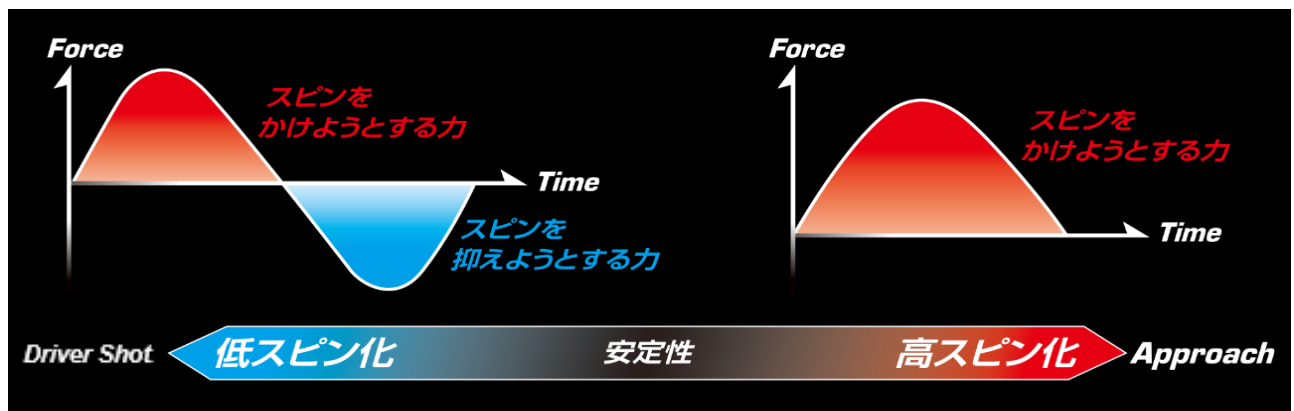 Force
スピンを
かけようとする力
Time
スピンを
抑えようとする力
Force
スピンを
かけようとする力
Time
Driver Shot 低スピン化 安定性 高スピン化 Approach